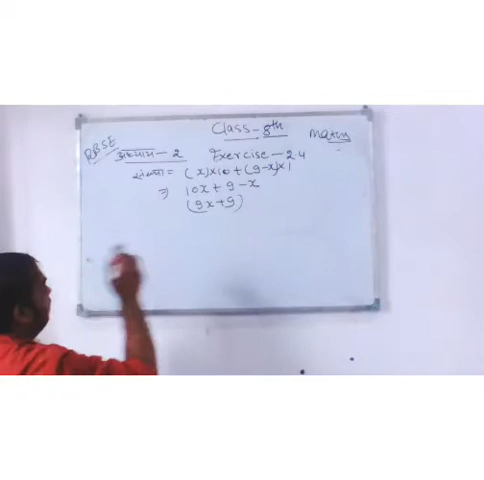 Class - 8th
RBSE अध्याय - 2 Exercise - 2.4 Maths
संख्या = (x)×10 + (9-x)×1
⇒ 10x + 9 - x
(9x + 9)